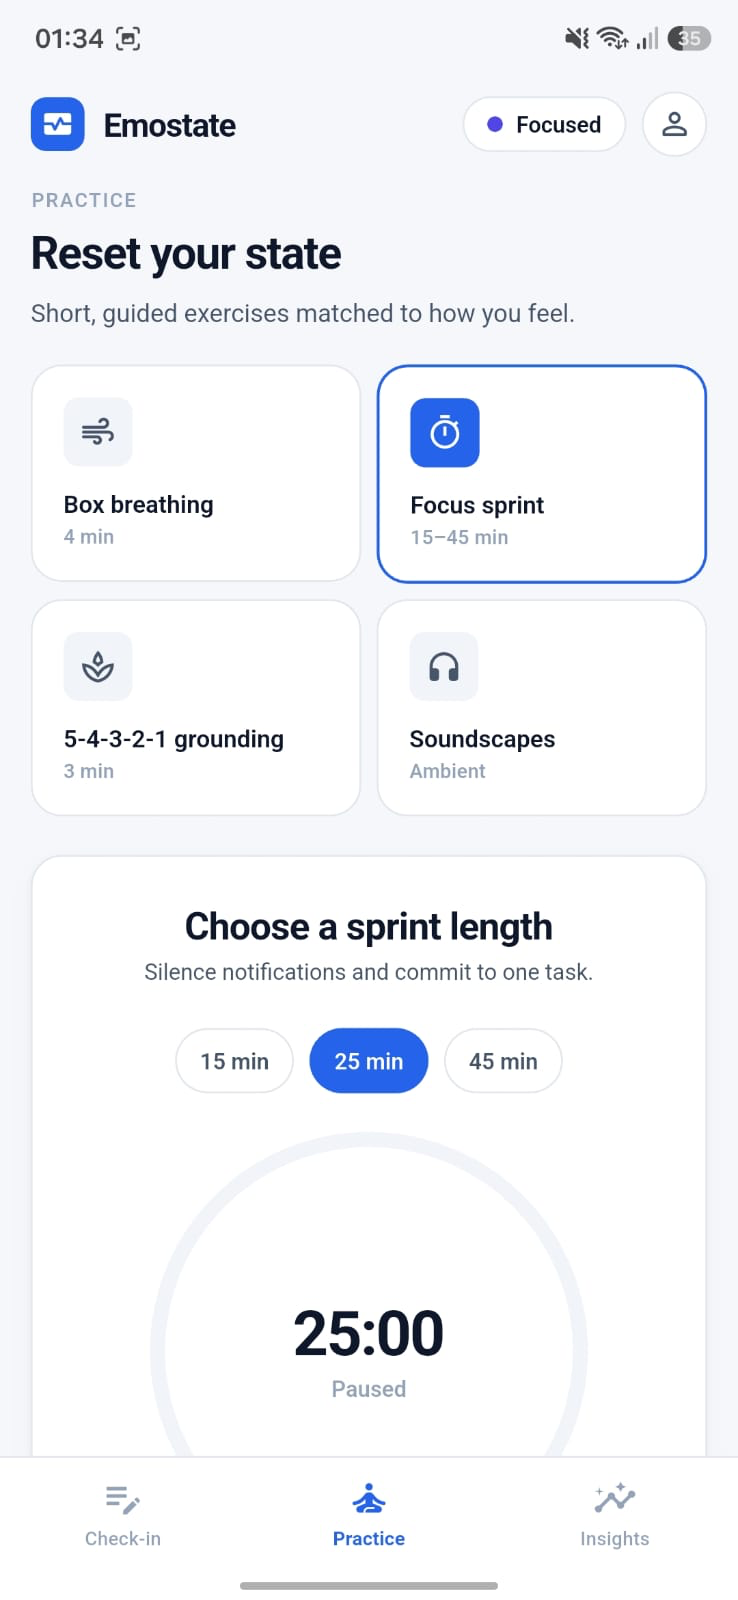 01:34
35
Emostate
Focused
PRACTICE
Reset your state
Short, guided exercises matched to how you feel.
Box breathing
4 min
Focus sprint
15–45 min
5-4-3-2-1 grounding
3 min
Soundscapes
Ambient
Choose a sprint length
Silence notifications and commit to one task.
15 min
25 min
45 min
25:00
Paused
Check-in
Practice
Insights